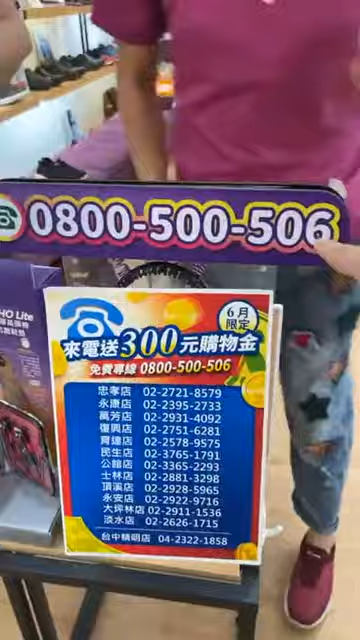 0800-500-506
HO Lite
6月
限定
來電送300元購物金
免費專線 0800-500-506
忠孝店 02-2721-8579
永康店 02-2395-2733
萬芳店 02-2931-4092
復興店 02-2751-6281
育達店 02-2578-9575
民生店 02-3765-1791
公館店 02-3365-2293
士林店 02-2881-3298
頂溪店 02-2928-5965
永安店 02-2922-9716
大坪林店 02-2911-1536
淡水店 02-2626-1715
台中精明店 04-2322-1858